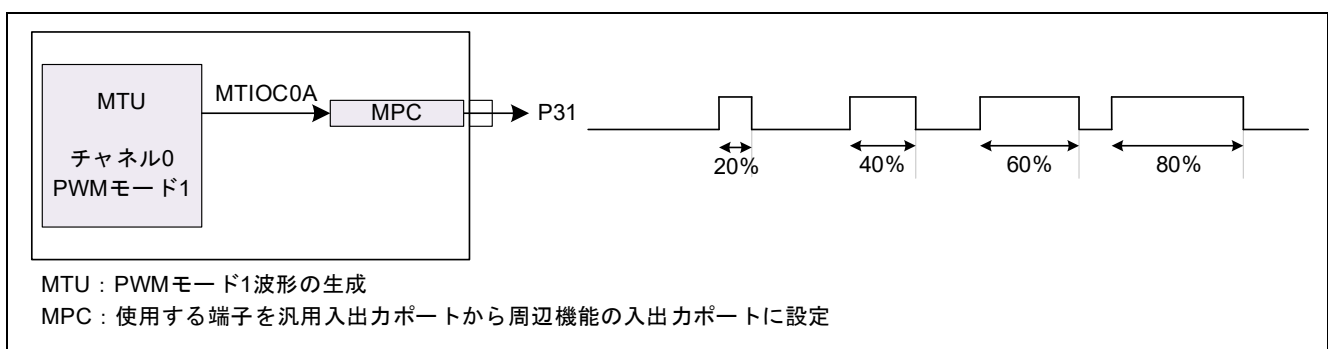 MTU
チャネル0
PWMモード1
MTIOC0A
MPC
P31
20%
40%
60%
80%
MTU：PWMモード1波形の生成
MPC：使用する端子を汎用入出力ポートから周辺機能の入出力ポートに設定